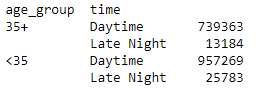 age_group  time
35+        Daytime       739363
           Late Night     13184
<35        Daytime       957269
           Late Night     25783